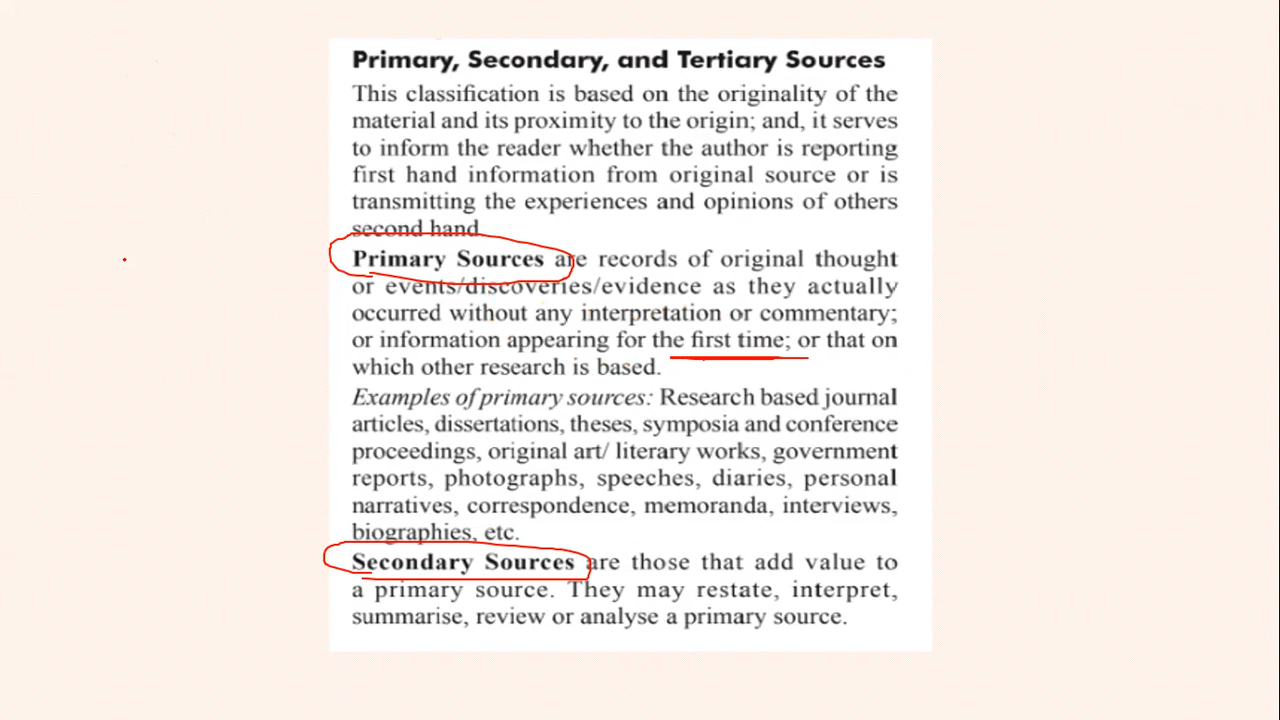 Primary, Secondary, and Tertiary Sources
This classification is based on the originality of the
material and its proximity to the origin; and, it serves
to inform the reader whether the author is reporting
first hand information from original source or is
transmitting the experiences and opinions of others
second hand.
Primary Sources are records of original thought
or events/discoveries/evidence as they actually
occurred without any interpretation or commentary;
or information appearing for the first time; or that on
which other research is based.
Examples of primary sources: Research based journal
articles, dissertations, theses, symposia and conference
proceedings, original art/ literary works, government
reports, photographs, speeches, diaries, personal
narratives, correspondence, memoranda, interviews,
biographies, etc.
Secondary Sources are those that add value to
a primary source. They may restate, interpret,
summarise, review or analyse a primary source.